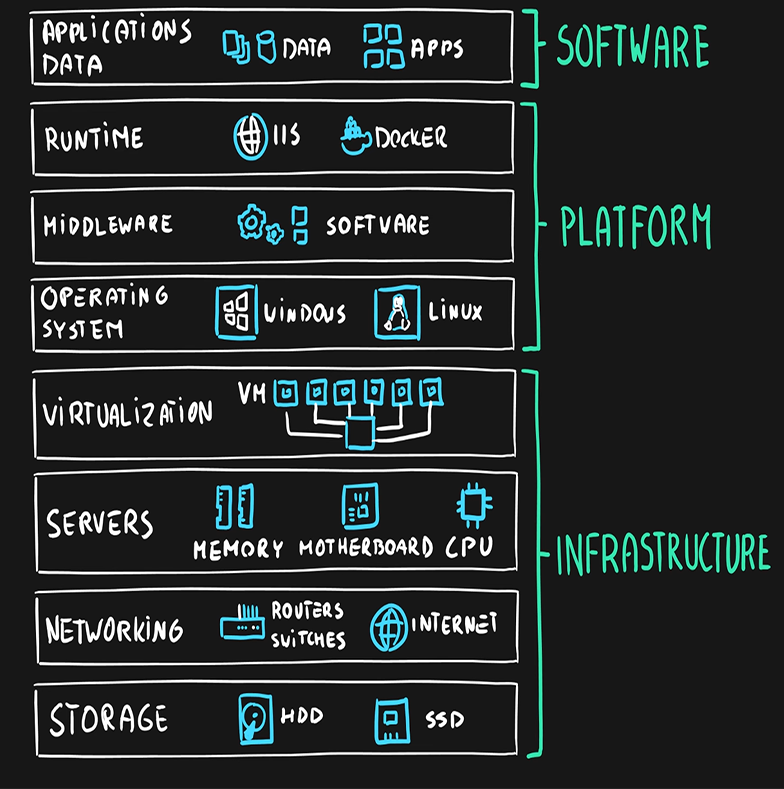 APPLICATIONS
DATA
DATA
APPS
SOFTWARE
RUNTIME
IIS
DOCKER
MIDDLEWARE
SOFTWARE
PLATFORM
OPERATING
SYSTEM
WINDOWS
LINUX
VIRTUALIZATION
VM
SERVERS
MEMORY
MOTHERBOARD
CPU
INFRASTRUCTURE
NETWORKING
ROUTERS
SWITCHES
INTERNET
STORAGE
HDD
SSD